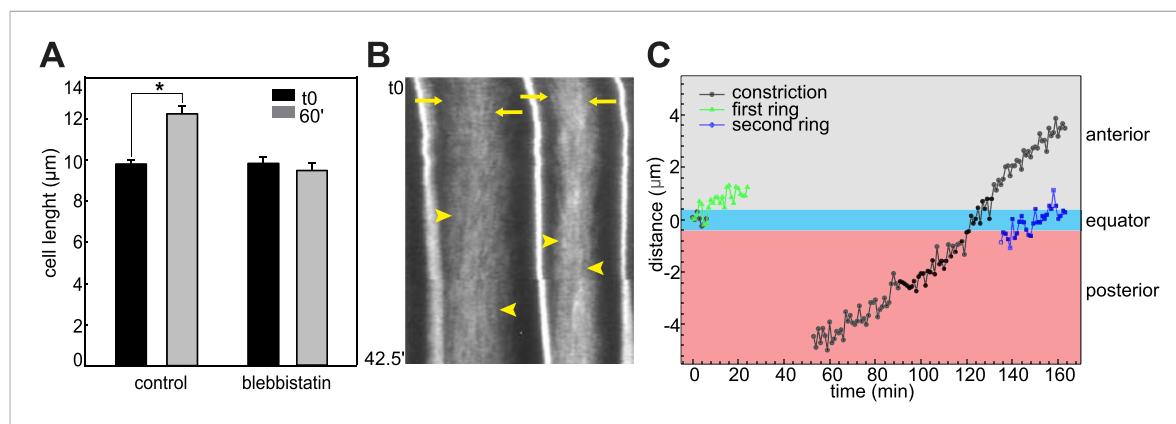 A
B
C
14
12
10
8
6
4
2
0
cell lenght (µm)
*
t0
60'
control
blebbistatin
t0
42.5'
constriction
first ring
second ring
4
2
0
-2
-4
distance (µm)
0
20
40
60
80
100
120
140
160
time (min)
anterior
equator
posterior